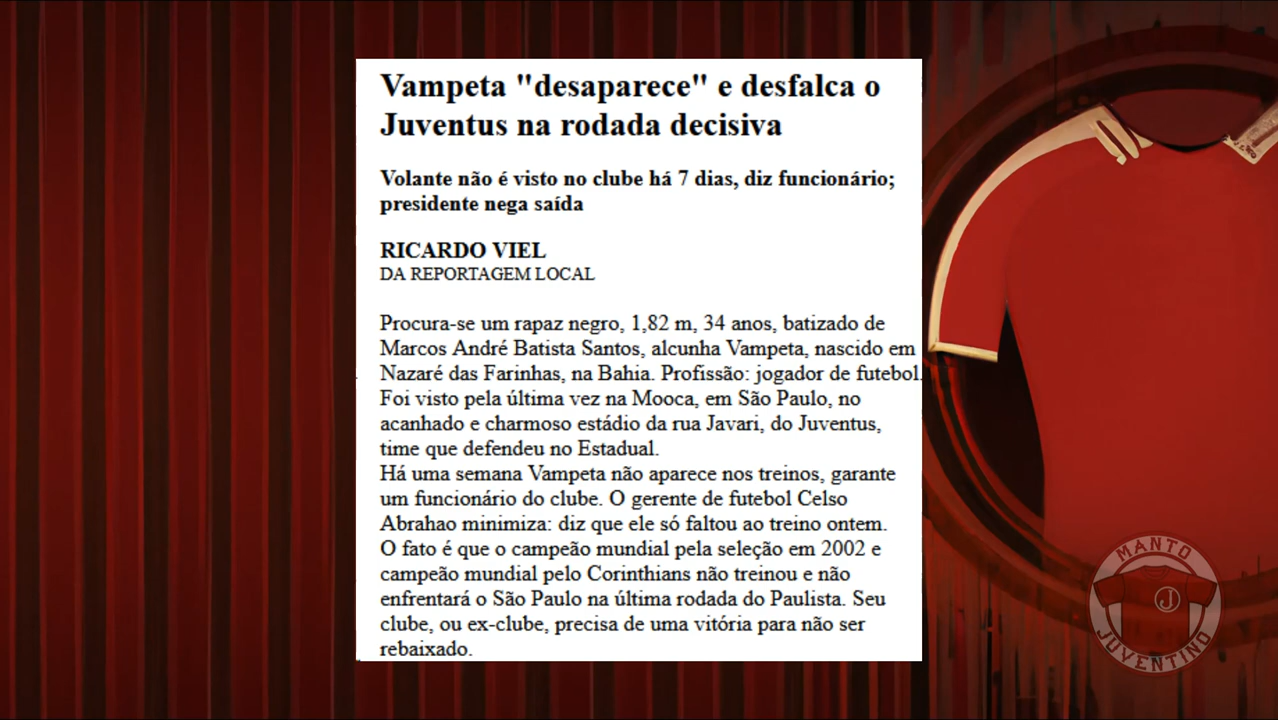 Vampeta "desaparece" e desfalca o
Juventus na rodada decisiva
Volante não é visto no clube há 7 dias, diz funcionário;
presidente nega saída
RICARDO VIEL
DA REPORTAGEM LOCAL
Procura-se um rapaz negro, 1,82 m, 34 anos, batizado de
Marcos André Batista Santos, alcunha Vampeta, nascido em
Nazaré das Farinhas, na Bahia. Profissão: jogador de futebol.
Foi visto pela última vez na Mooca, em São Paulo, no
acanhado e charmoso estádio da rua Javari, do Juventus,
time que defendeu no Estadual.
Há uma semana Vampeta não aparece nos treinos, garante
um funcionário do clube. O gerente de futebol Celso
Abrahao minimiza: diz que ele só faltou ao treino ontem.
O fato é que o campeão mundial pela seleção em 2002 e
campeão mundial pelo Corinthians não treinou e não
enfrentará o São Paulo na última rodada do Paulista. Seu
clube, ou ex-clube, precisa de uma vitória para não ser
rebaixado.
MANTO
J
JUVENTINO